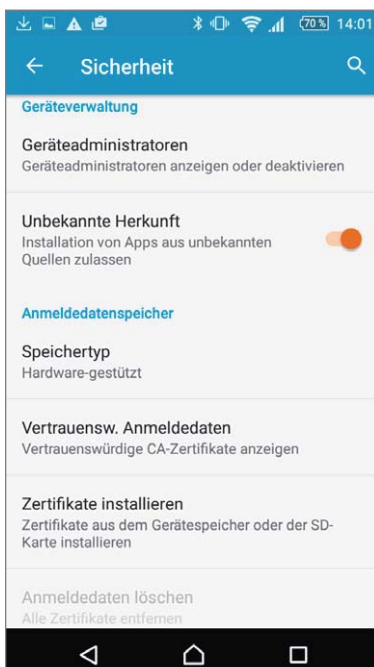 70% 14:01
Sicherheit
Geräteverwaltung
Geräteadministratoren
Geräteadministratoren anzeigen oder deaktivieren
Unbekannte Herkunft
Installation von Apps aus unbekannten
Quellen zulassen
Anmeldedatenspeicher
Speichertyp
Hardware-gestützt
Vertrauensw. Anmeldedaten
Vertrauenswürdige CA-Zertifikate anzeigen
Zertifikate installieren
Zertifikate aus dem Gerätespeicher oder der SD-
Karte installieren
Anmeldedaten löschen
Alle Zertifikate entfernen